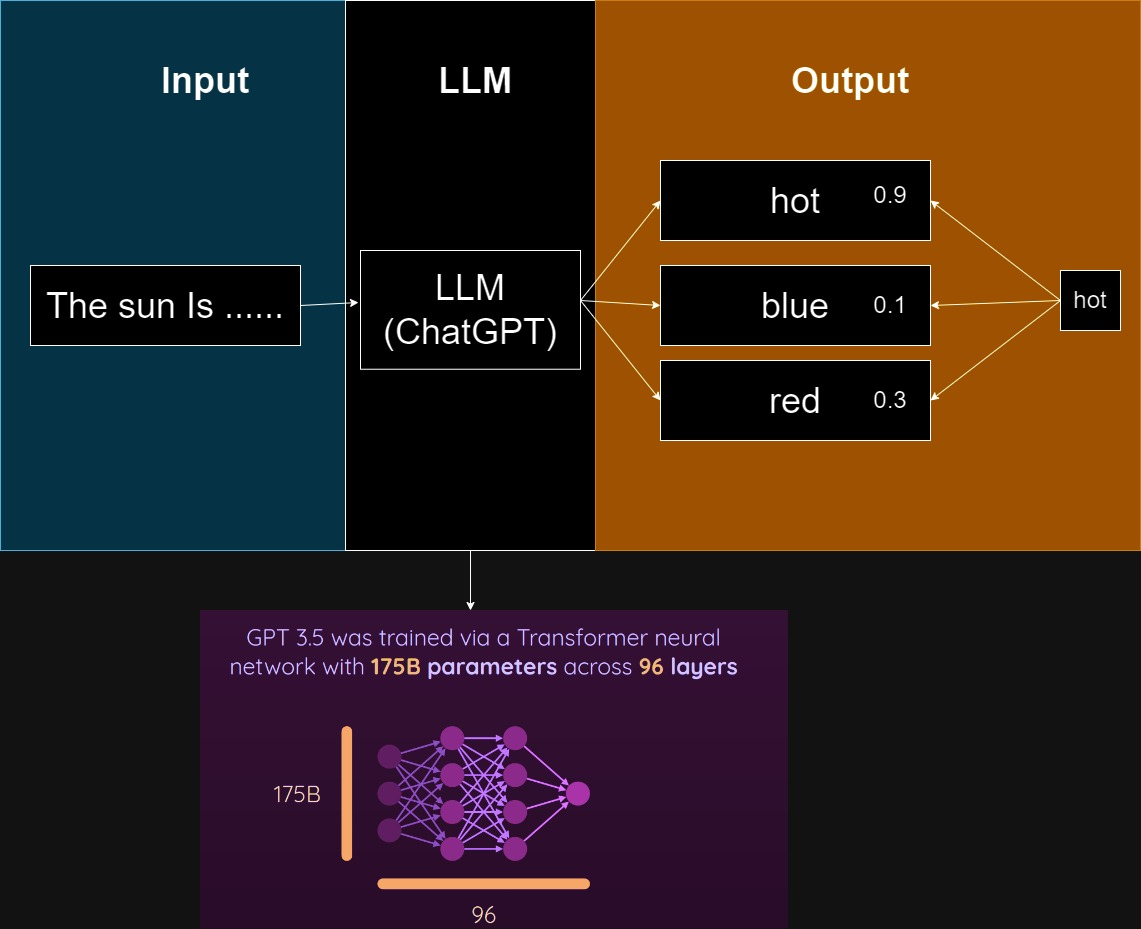 Input
LLM
Output
The sun Is ......
LLM
(ChatGPT)
hot 0.9
blue 0.1
red 0.3
hot
GPT 3.5 was trained via a Transformer neural
network with 175B parameters across 96 layers
175B
96